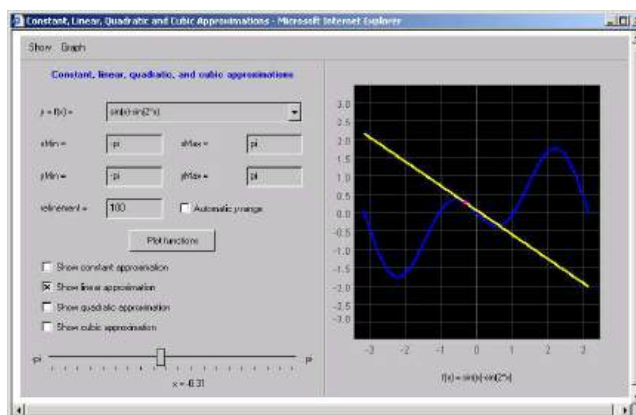 Constant, Linear, Quadratic and Cubic Approximations - Microsoft Internet Explorer
Show Graph
Constant, linear, quadratic, and cubic approximations
y = f(x) = sin(x)-sin(2*x)
xMin = -pi xMax = pi
yMin = -pi yMax = pi
refinement = 100 Automatic y-range
Plot functions
Show constant approximation
Show linear approximation
Show quadratic approximation
Show cubic approximation
-pi pi
x = -0.31
3.0
2.5
2.0
1.5
1.0
0.5
0.0
-0.5
-1.0
-1.5
-2.0
-2.5
-3.0
-3 -2 -1 0 1 2 3
f(x) = sin(x)-sin(2*x)